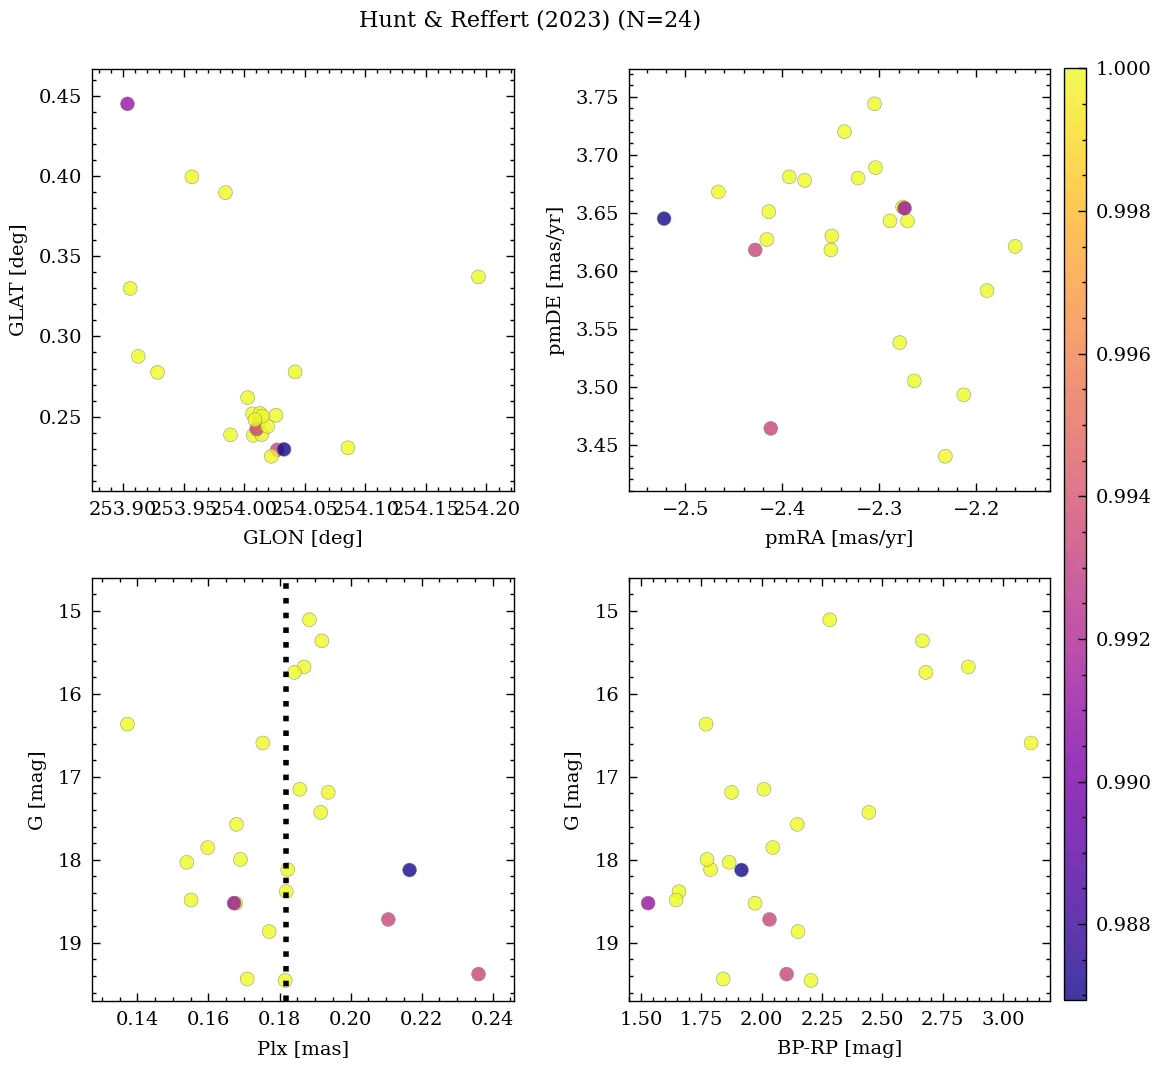 Hunt & Reffert (2023) (N=24)
0.45
0.40
0.35
0.30
0.25
GLAT [deg]
253.90 253.95 254.00 254.05 254.10 254.15 254.20
GLON [deg]
3.75
3.70
3.65
3.60
3.55
3.50
3.45
pmDE [mas/yr]
−2.5 −2.4 −2.3 −2.2
pmRA [mas/yr]
1.000
0.998
0.996
0.994
0.992
0.990
0.988
15
16
17
18
19
G [mag]
0.14 0.16 0.18 0.20 0.22 0.24
Plx [mas]
15
16
17
18
19
G [mag]
1.50 1.75 2.00 2.25 2.50 2.75 3.00
BP-RP [mag]